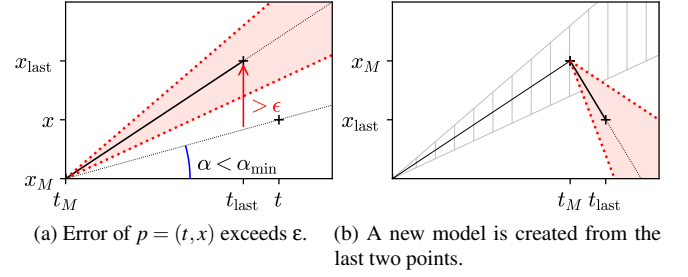 x_last
x
x_M
> ϵ
α < α_min
t_M
t_last
t
x_M
x_last
t_M
t_last
(a) Error of p = (t, x) exceeds ε.
(b) A new model is created from the
last two points.